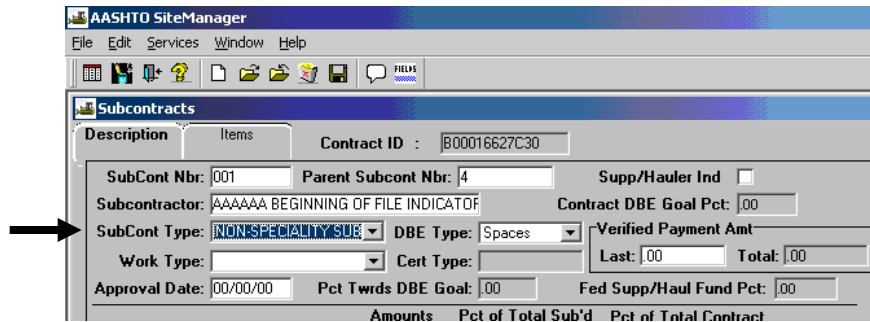 AASHTO SiteManager
File Edit Services Window Help
FIELDS
Subcontracts
Description Items Contract ID : B00016627C30
SubCont Nbr: 001 Parent Subcont Nbr: 4 Supp/Hauler Ind
Subcontractor: AAAAAA BEGINNING OF FILE INDICATOF Contract DBE Goal Pct: .00
SubCont Type: NON-SPECIALITY SUB DBE Type: Spaces Verified Payment Amt
Work Type: Cert Type: Last: .00 Total: .00
Approval Date: 00/00/00 Pct Twrds DBE Goal: .00 Fed Supp/Haul Fund Pct: .00
Amounts Pct of Total Sub'd Pct of Total Contract